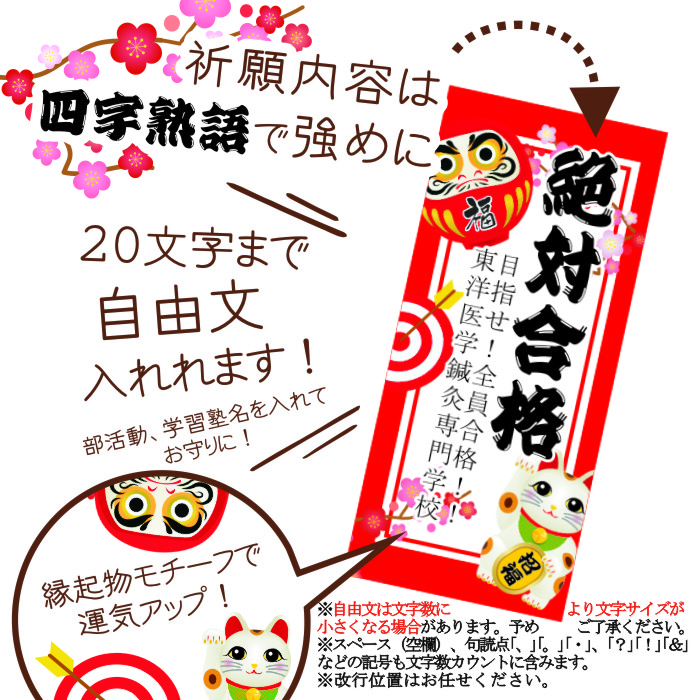 祈願内容は
四字熟語で強めに
20文字まで
自由文
入れれます！
部活動、学習塾名を入れて
お守りに！
福
絶対合格
目指せ！全員合格！！
東洋医学鍼灸専門学校
招福
縁起物モチーフで
運気アップ！
※自由文は文字数に より文字サイズが
小さくなる場合があります。予め ご了承ください。
※スペース（空欄）、句読点「、」「。」「・」、「？」「！」「&」
などの記号も文字数カウントに含みます。
※改行位置はお任せください。